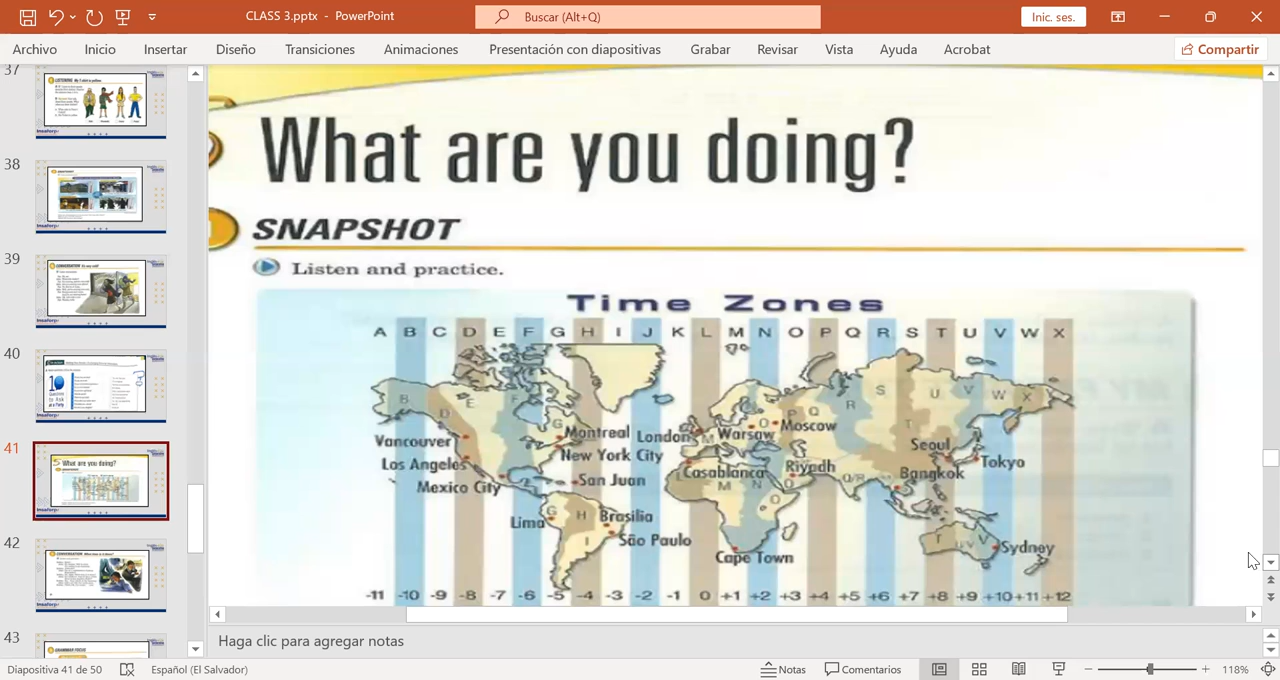 CLASS 3.pptx - PowerPoint
Buscar (Alt+Q)
Inic. ses.
Archivo Inicio Insertar Diseño Transiciones Animaciones Presentación con diapositivas Grabar Revisar Vista Ayuda Acrobat
Compartir
37
38
39
40
41
42
43
What are you doing?
SNAPSHOT
Listen and practice.
Time Zones
A B C D E F G H I J K L M N O P Q R S T U V W X
B D E G M N O P Q R S T U V W X
Vancouver
Los Angeles
Mexico City
Montreal
New York City
San Juan
Lima
Brasilia
São Paulo
London
Warsaw
Moscow
Casablanca
Riyadh
Cape Town
Seoul
Tokyo
Bangkok
Sydney
G H I
-11 -10 -9 -8 -7 -6 -5 -4 -3 -2 -1 0 +1 +2 +3 +4 +5 +6 +7 +8 +9 +10 +11 +12
Haga clic para agregar notas
Diapositiva 41 de 50
Español (El Salvador)
Notas
Comentarios
118%